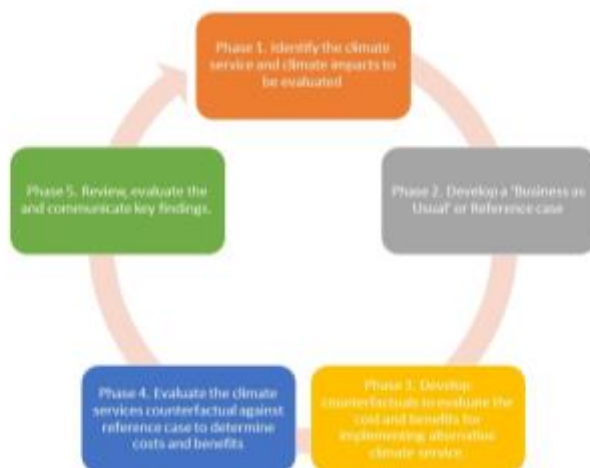 Phase 1. Identify the climate
service and climate impacts to
be evaluated
Phase 2. Develop a 'Business as
Usual' or Reference case
Phase 3. Develop
counterfactuals to evaluate the
cost and benefits for
implementing alternative
climate service
Phase 4. Evaluate the climate
services counterfactual against
reference case to determine
costs and benefits
Phase 5. Review, evaluate the
and communicate key findings.